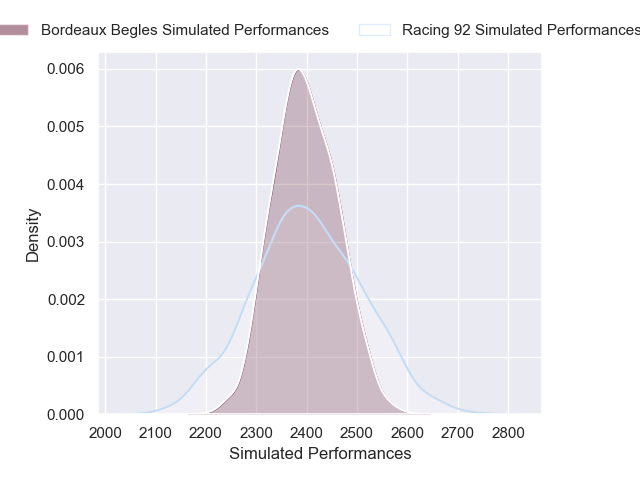 Bordeaux Begles Simulated Performances Racing 92 Simulated Performances
0.006
0.005
0.004
0.003
0.002
0.001
0.000
Density
2000 2100 2200 2300 2400 2500 2600 2700 2800
Simulated Performances